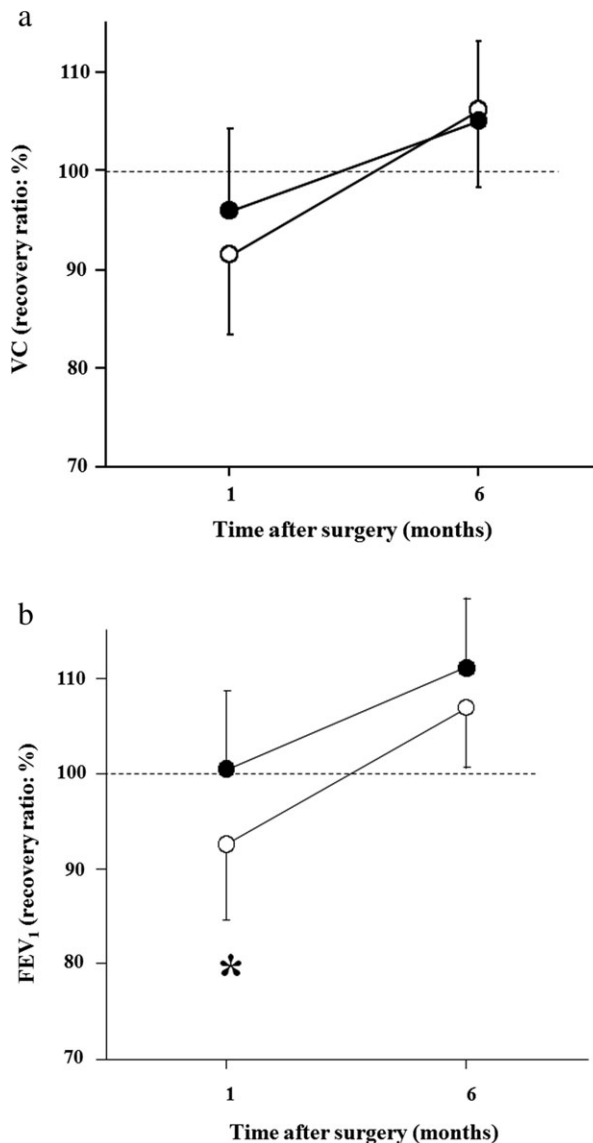 a
110
100
90
80
70
VC (recovery ratio: %)
1
6
Time after surgery (months)
b
110
100
90
80
70
FEV₁ (recovery ratio: %)
*
1
6
Time after surgery (months)